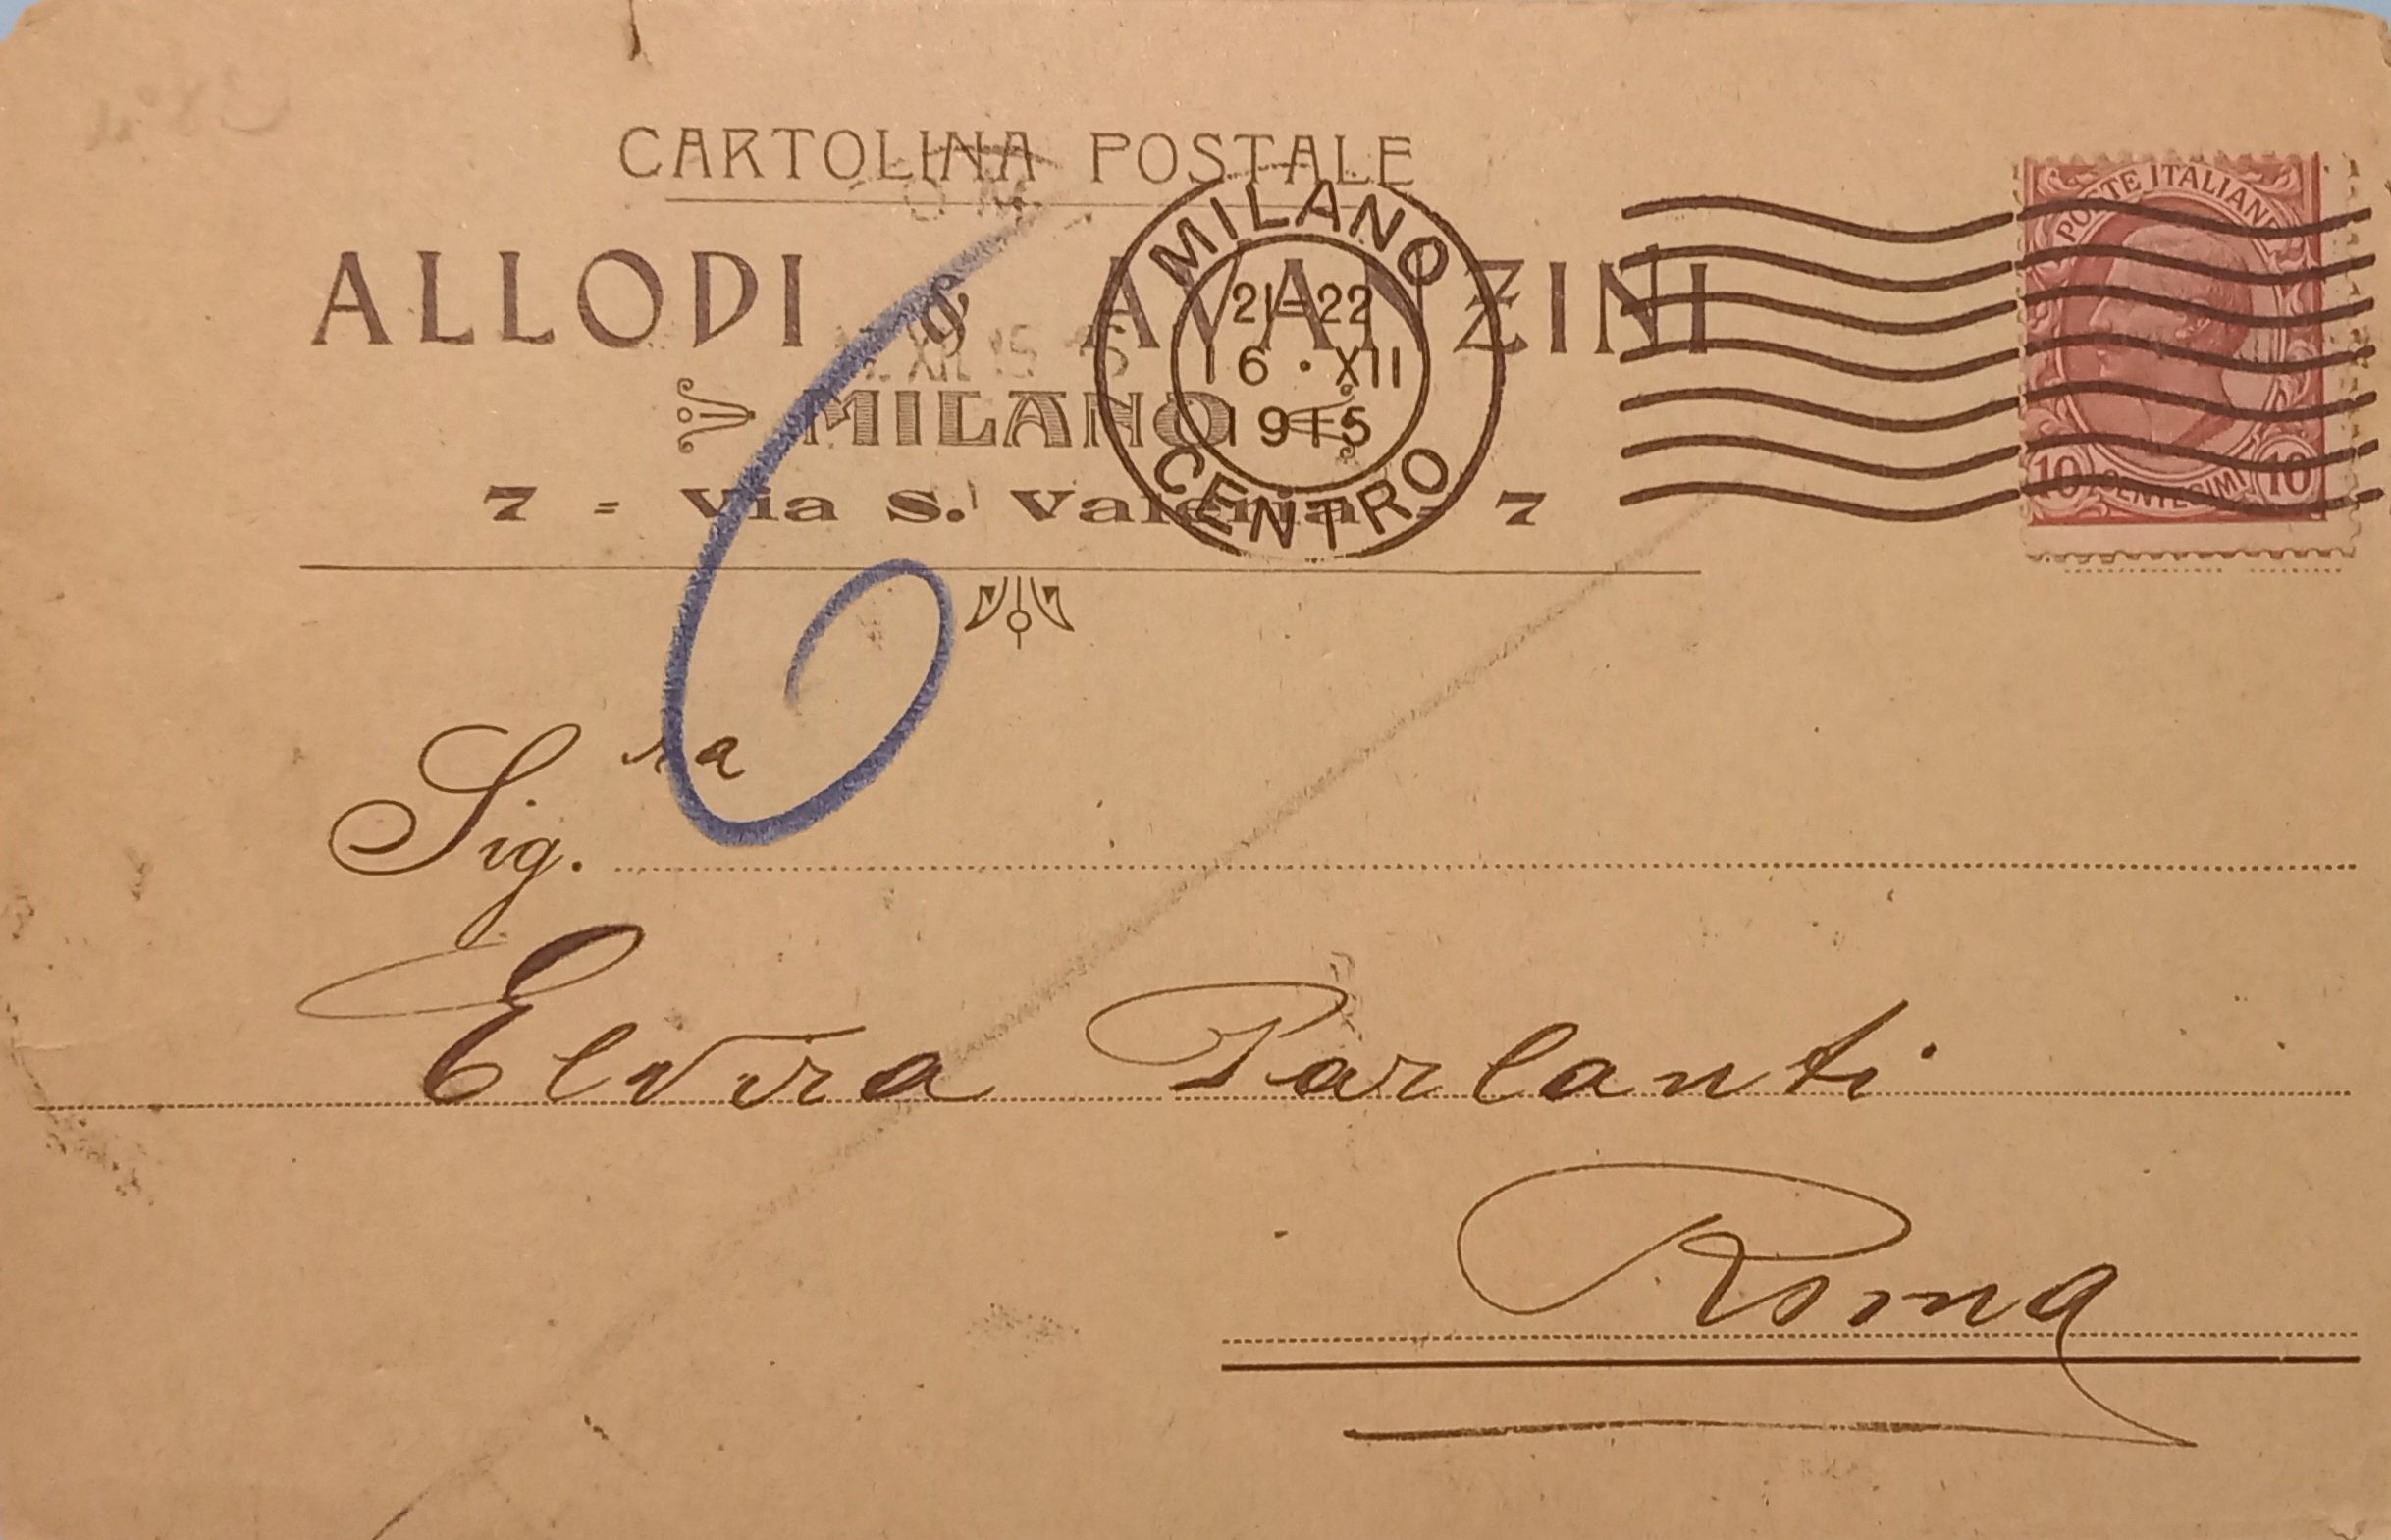 CARTOLINA POSTALE
ALLODI & AVANZINI
MILANO
7 = Via S. Valeria = 7
MILANO
21-22
16 · XII
1915
CENTRO
POSTE ITALIANE
10 CENTESIMI 10
6
Sig.ra
Elvira Parlanti
Roma